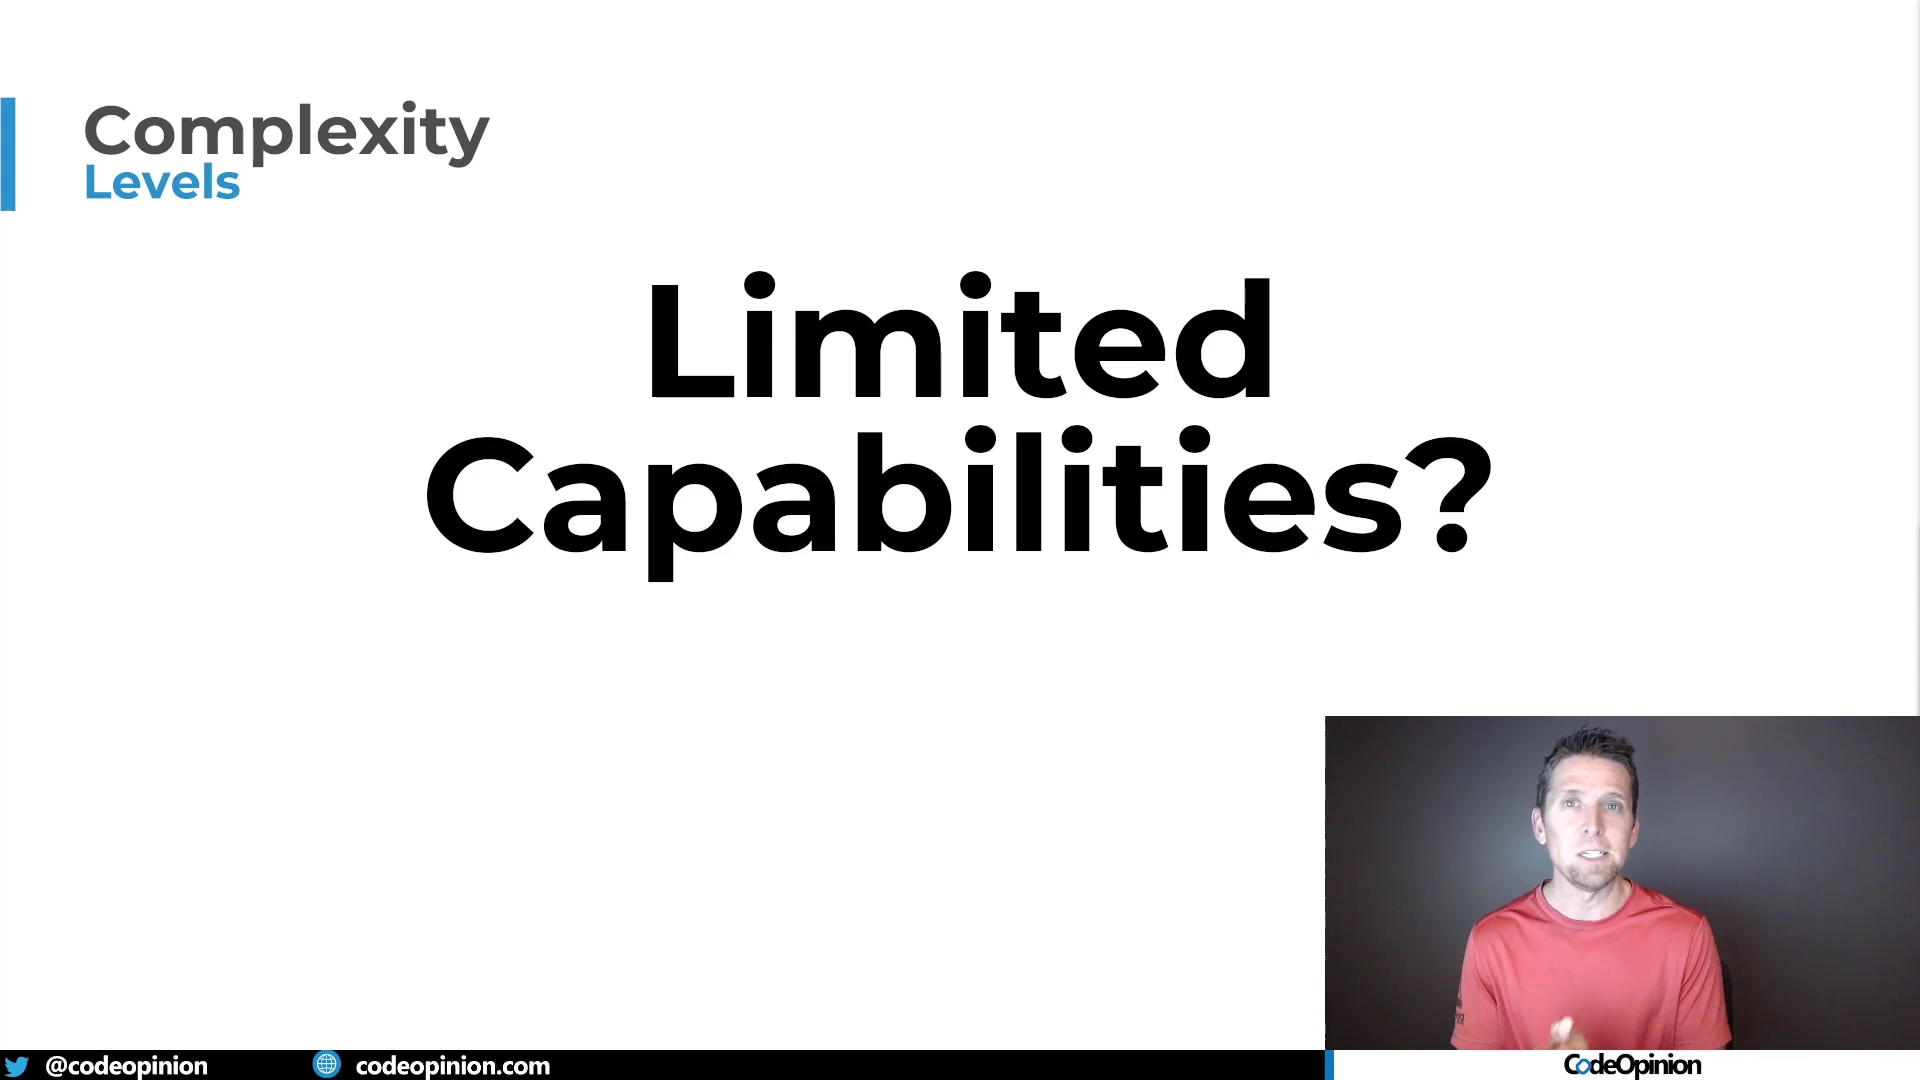 Complexity
Levels
Limited
Capabilities?
@codeopinion
codeopinion.com
CodeOpinion